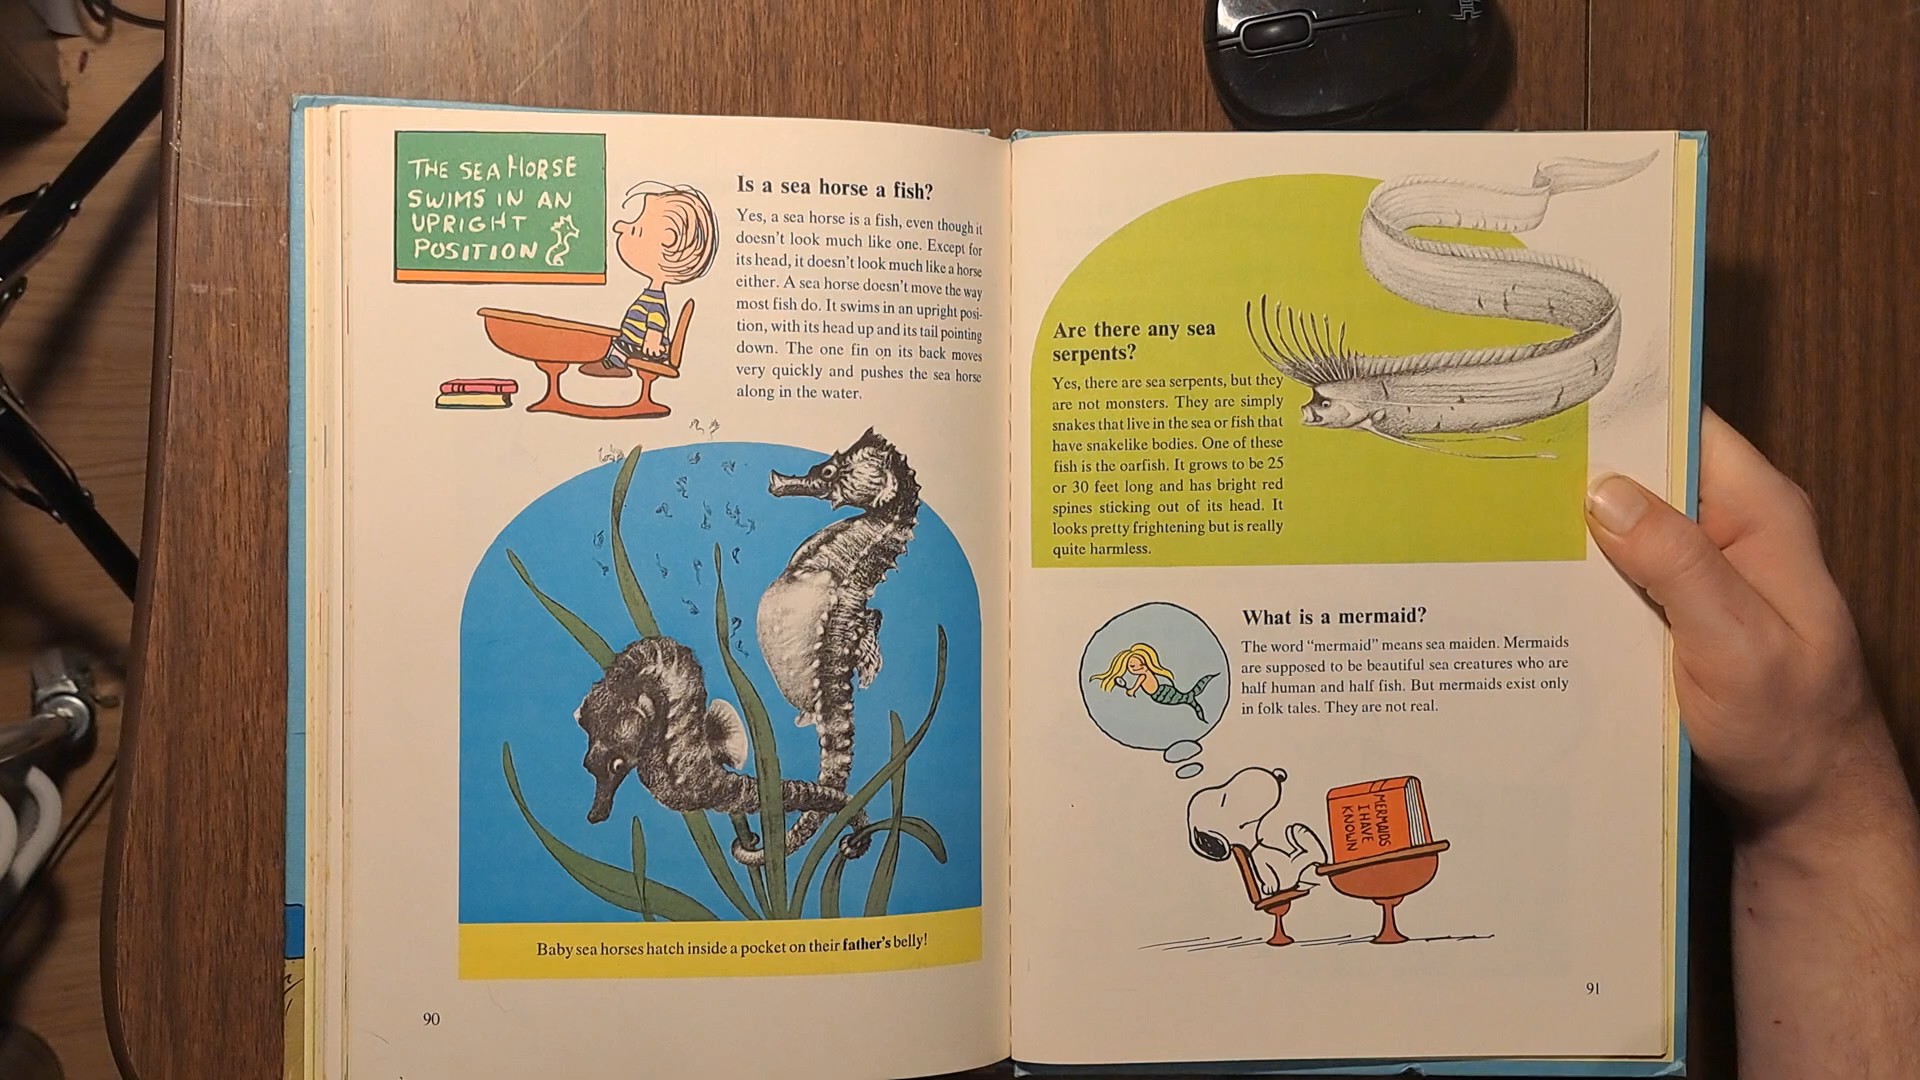 THE SEA HORSE
SWIMS IN AN
UPRIGHT
POSITION
Is a sea horse a fish?
Yes, a sea horse is a fish, even though it
doesn't look much like one. Except for
its head, it doesn't look much like a horse
either. A sea horse doesn't move the way
most fish do. It swims in an upright posi-
tion, with its head up and its tail pointing
down. The one fin on its back moves
very quickly and pushes the sea horse
along in the water.
Baby sea horses hatch inside a pocket on their father's belly!
90
Are there any sea
serpents?
Yes, there are sea serpents, but they
are not monsters. They are simply
snakes that live in the sea or fish that
have snakelike bodies. One of these
fish is the oarfish. It grows to be 25
or 30 feet long and has bright red
spines sticking out of its head. It
looks pretty frightening but is really
quite harmless.
What is a mermaid?
The word "mermaid" means sea maiden. Mermaids
are supposed to be beautiful sea creatures who are
half human and half fish. But mermaids exist only
in folk tales. They are not real.
MERMAIDS
I HAVE
KNOWN
91